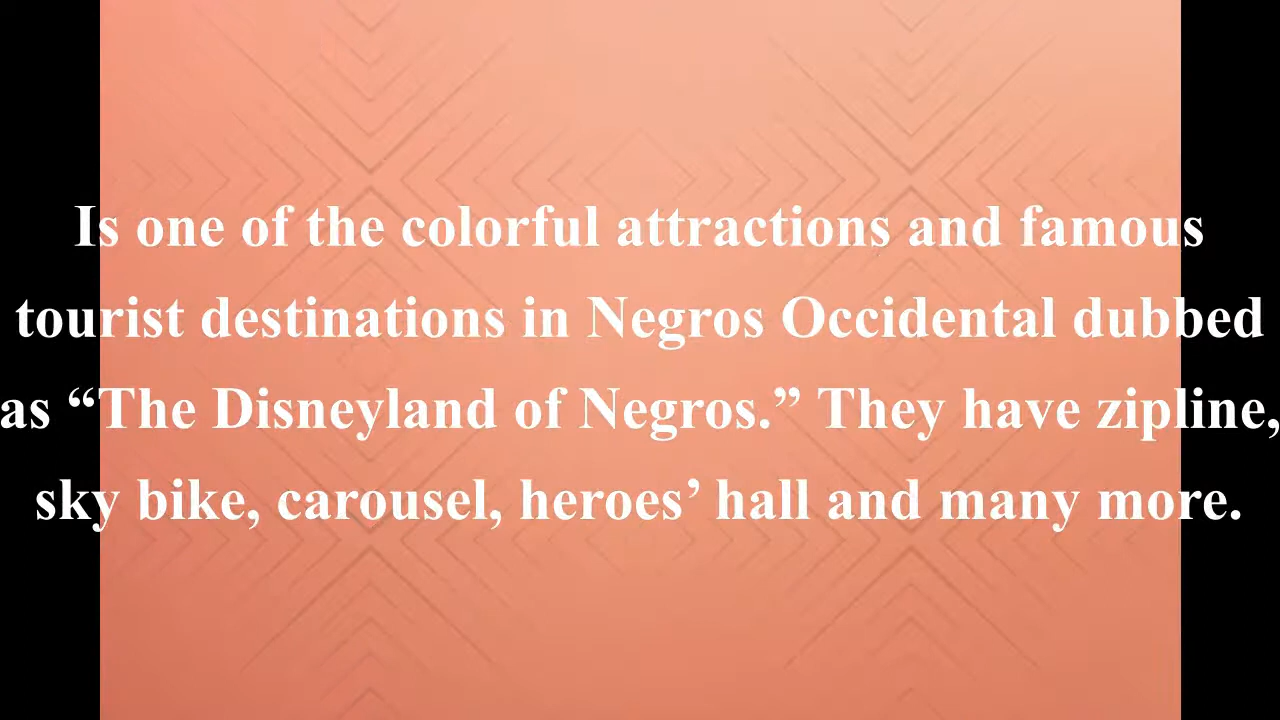 Is one of the colorful attractions and famous
tourist destinations in Negros Occidental dubbed
as “The Disneyland of Negros.” They have zipline,
sky bike, carousel, heroes’ hall and many more.